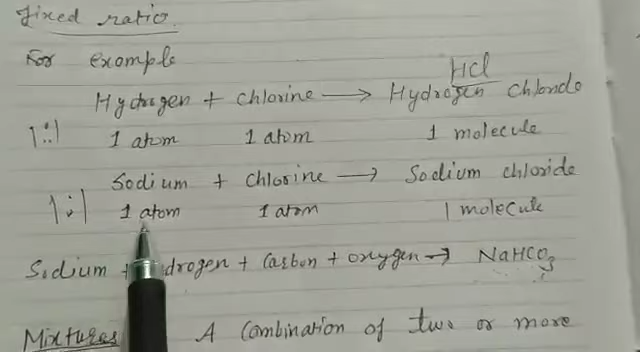 fixed ratio.
For example
HCl
Hydrogen + chlorine → Hydrogen chloride
1:1 1 atom 1 atom 1 molecule
Sodium + chlorine → Sodium chloride
1:1 1 atom 1 atom 1 molecule
Sodium + drogen + Carbon + oxygen → NaHCO3
Mixtures A Combination of two or more